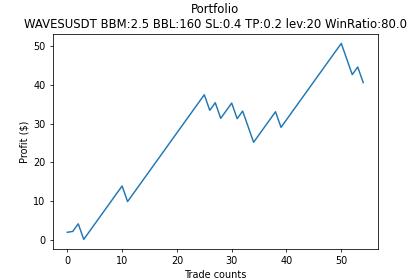 Portfolio
WAVESUSDT BBM:2.5 BBL:160 SL:0.4 TP:0.2 lev:20 WinRatio:80.0
50
40
30
20
10
0
Profit ($)
0 10 20 30 40 50
Trade counts